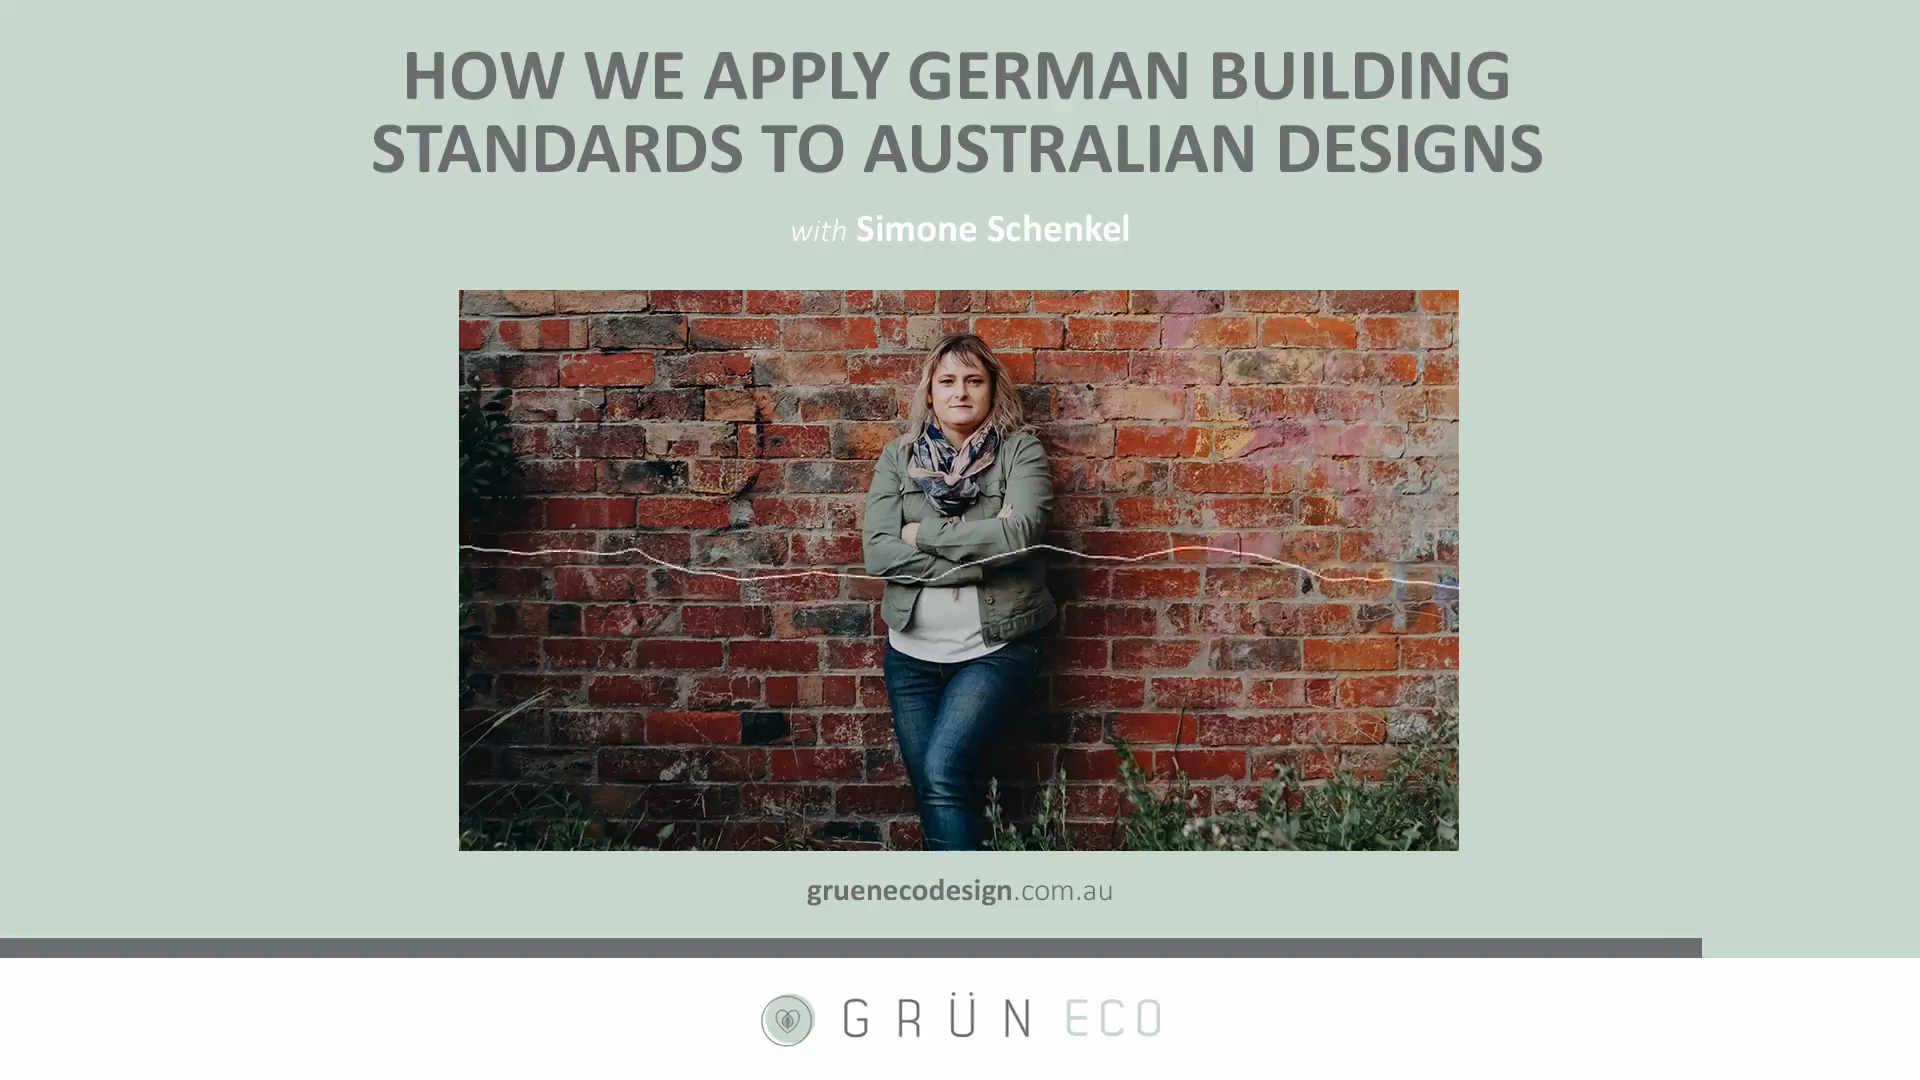 HOW WE APPLY GERMAN BUILDING
STANDARDS TO AUSTRALIAN DESIGNS
with Simone Schenkel
gruenecodesign.com.au
GRÜN ECO